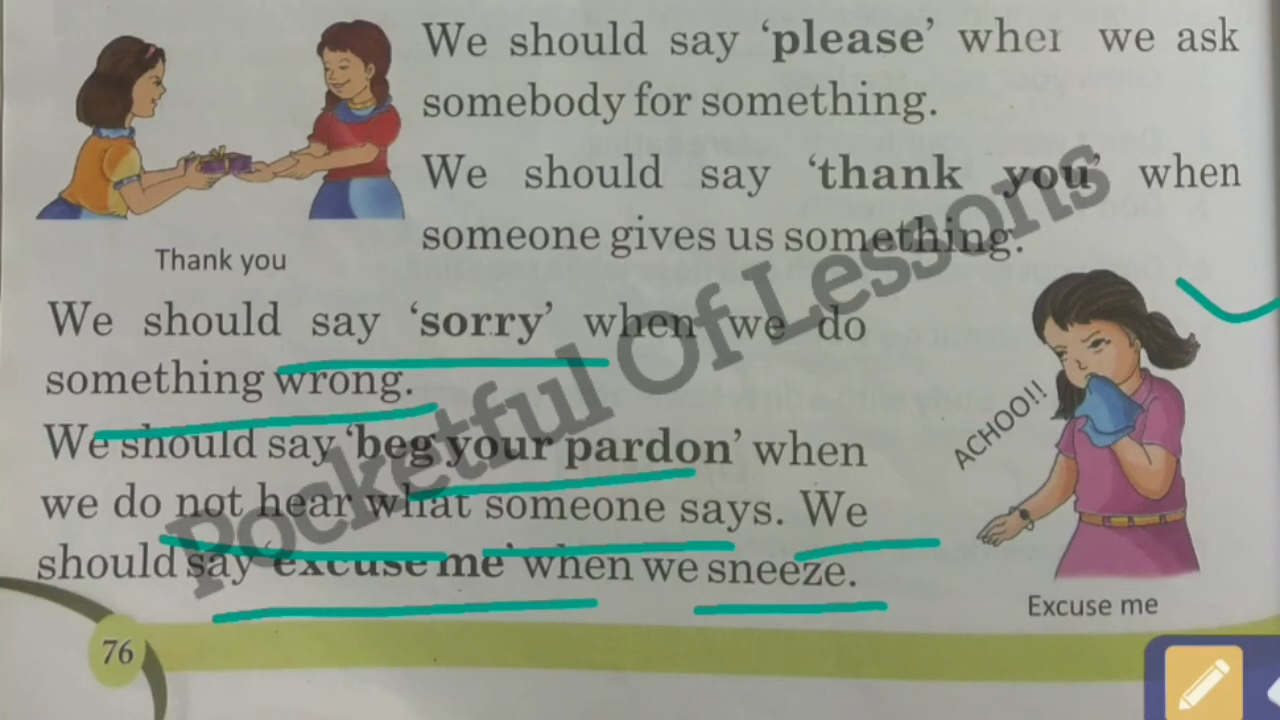 We should say ‘please’ when we ask
somebody for something.
We should say ‘thank you’ when
someone gives us something.
Thank you
We should say ‘sorry’ when we do
something wrong.
We should say ‘beg your pardon’ when
we do not hear what someone says. We
should say ‘excuse me’ when we sneeze.
ACHOO!!
Excuse me
76
Pocketful Of Lessons